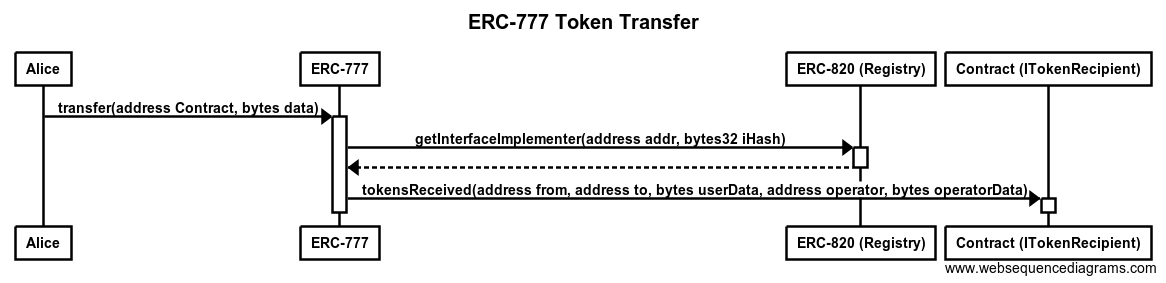 ERC-777 Token Transfer
Alice ERC-777 ERC-820 (Registry) Contract (ITokenRecipient)
transfer(address Contract, bytes data)
getInterfaceImplementer(address addr, bytes32 iHash)
tokensReceived(address from, address to, bytes userData, address operator, bytes operatorData)
Alice ERC-777 ERC-820 (Registry) Contract (ITokenRecipient)
www.websequencediagrams.com